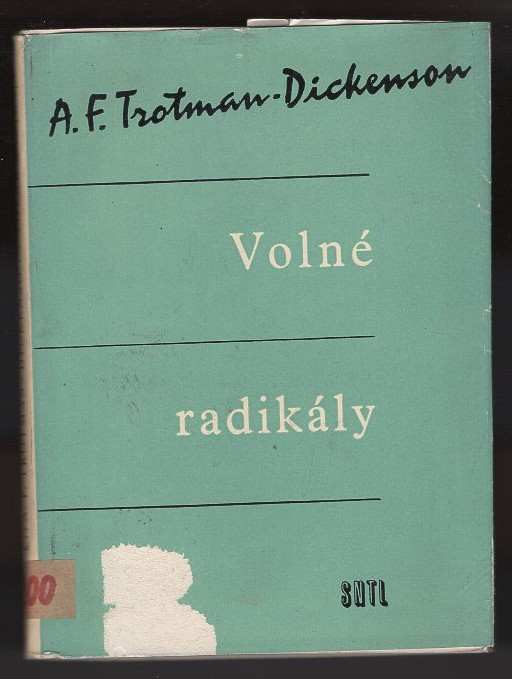 A.F. Trotman-Dickenson
Volné
radikály
00
SNTL